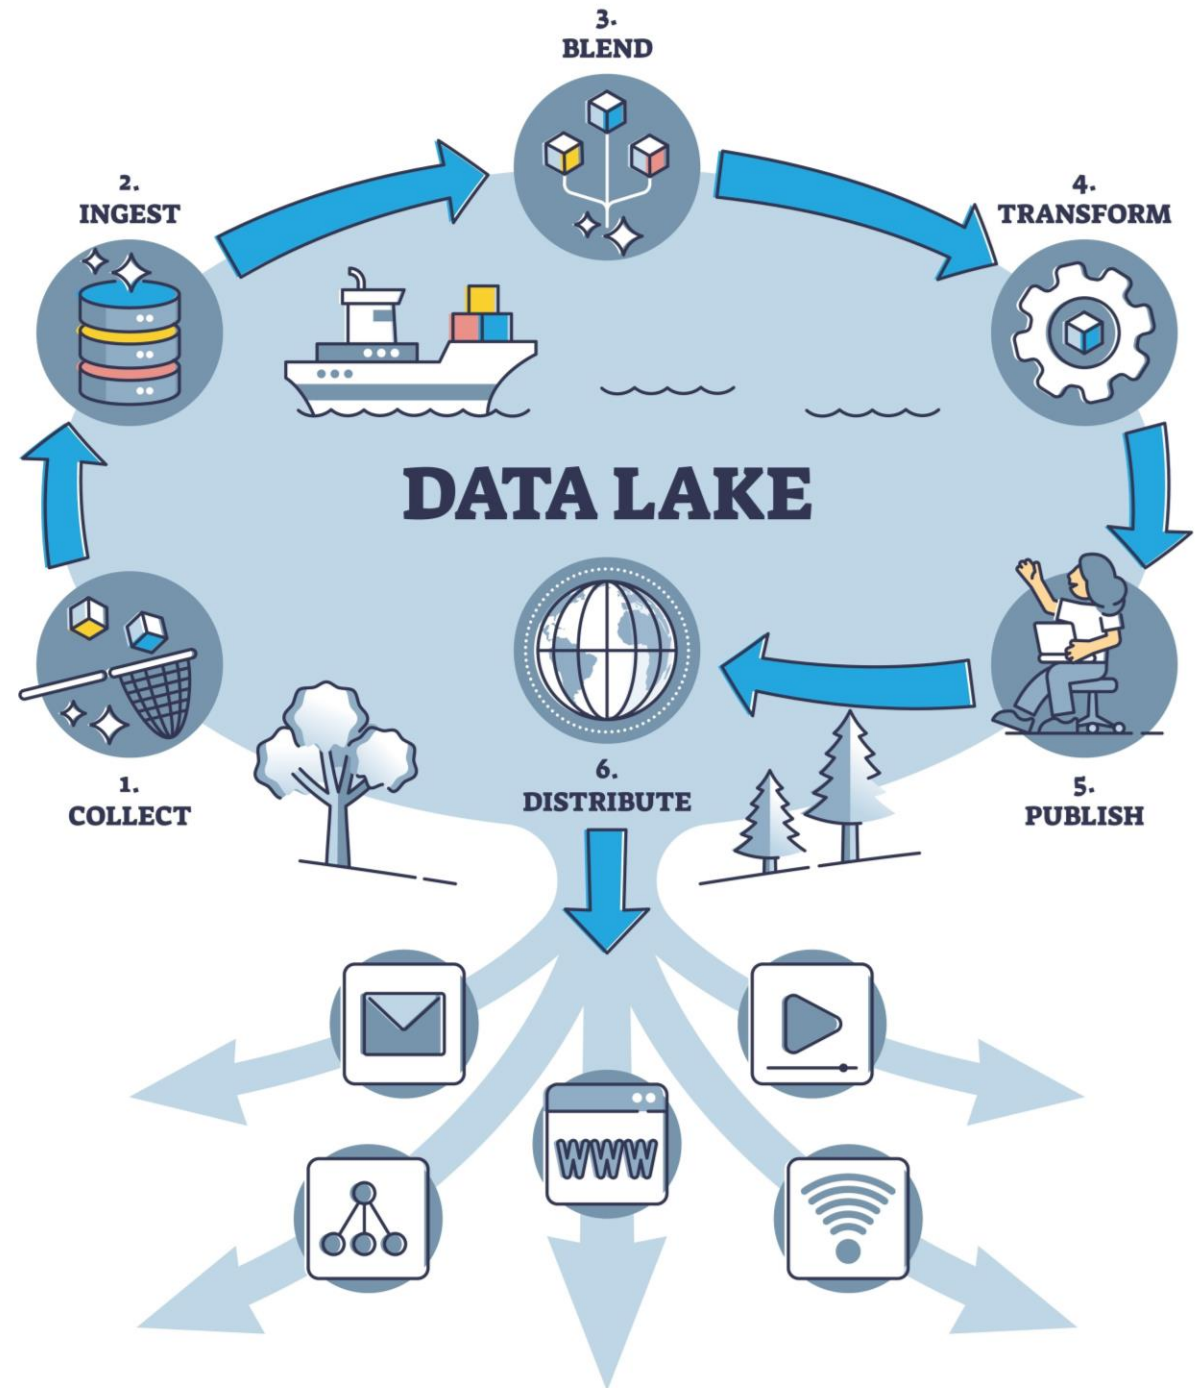 3.
BLEND
2.
INGEST
4.
TRANSFORM
DATA LAKE
1.
COLLECT
6.
DISTRIBUTE
5.
PUBLISH
WWW